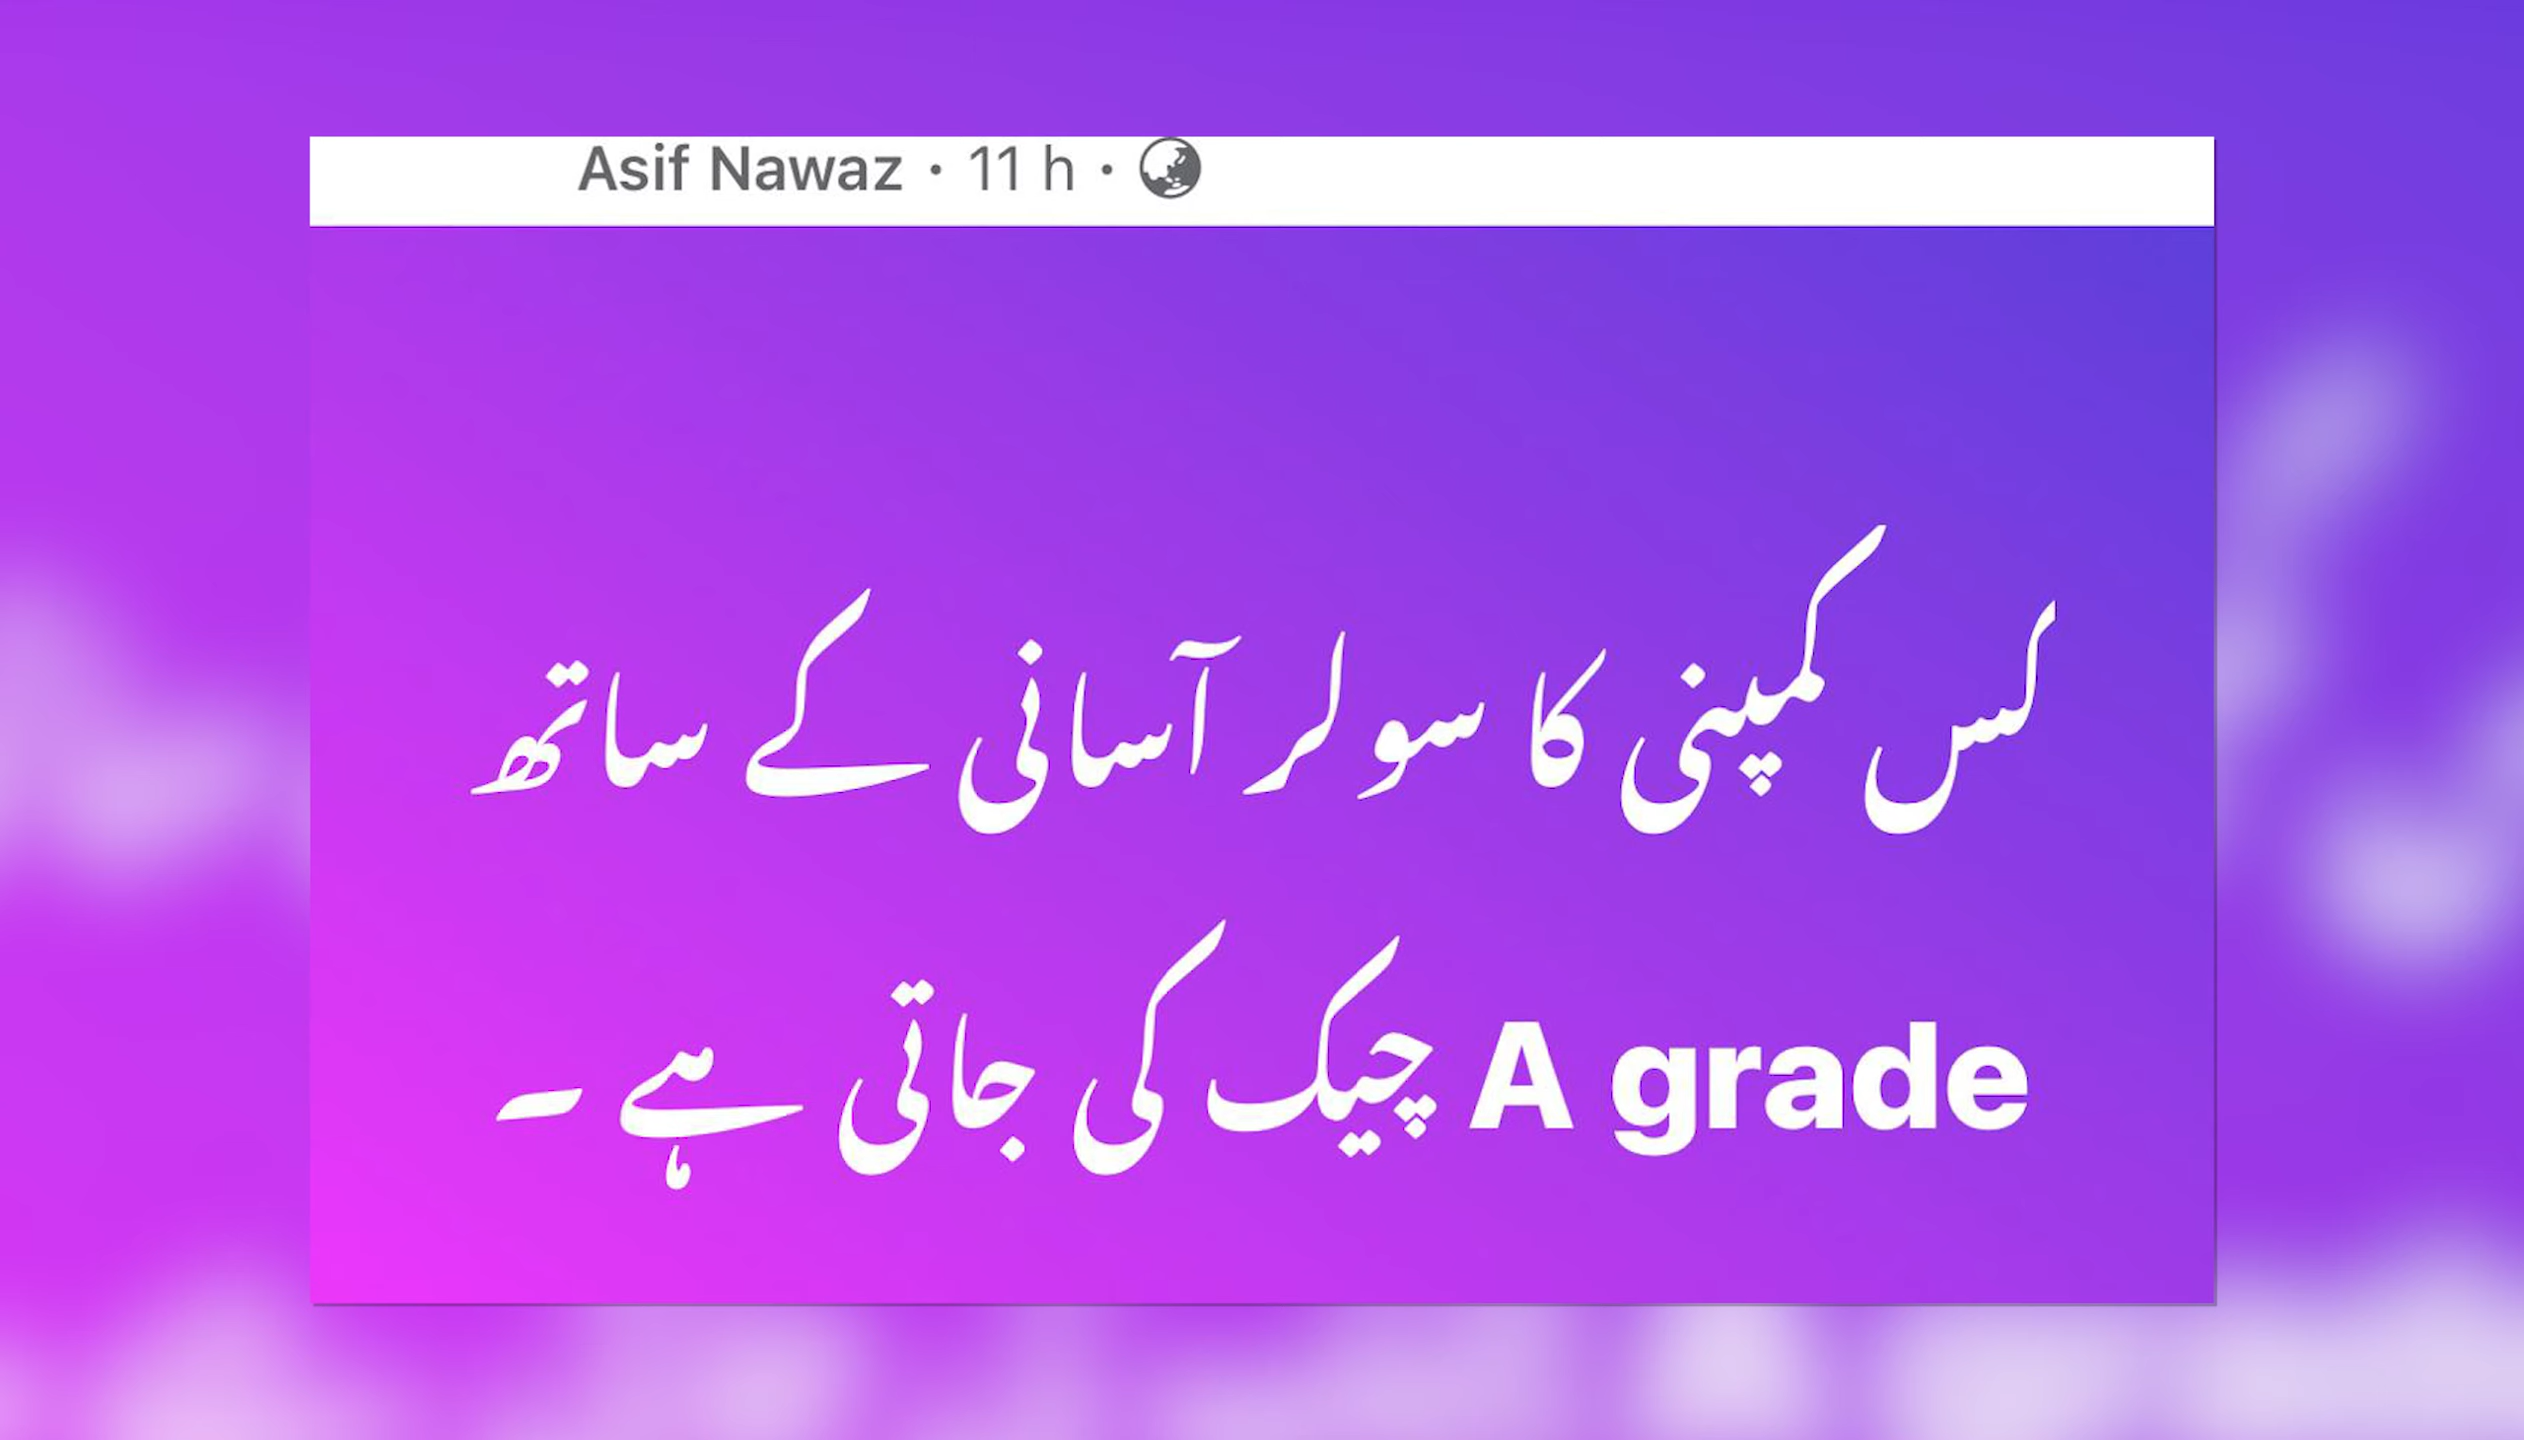 Asif Nawaz · 11 h ·
کس کمپنی کا سولر آسانی کے ساتھ
A grade چیک کی جاتی ہے ۔